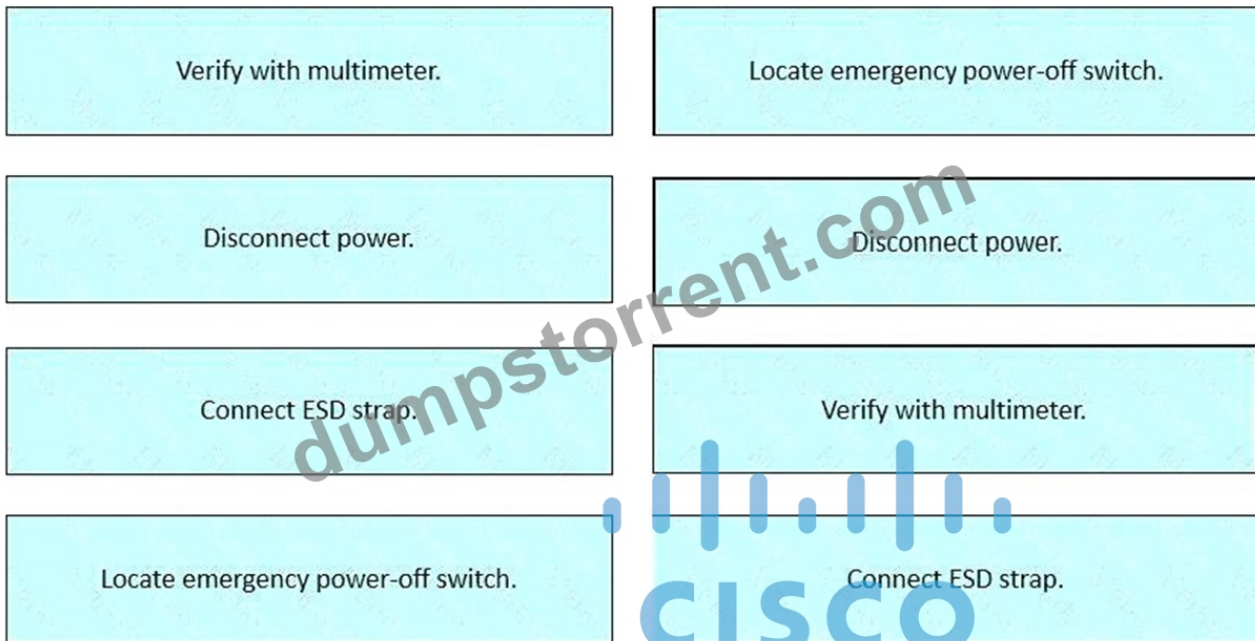 Verify with multimeter.
Locate emergency power-off switch.
Disconnect power.
Disconnect power.
Connect ESD strap.
Verify with multimeter.
Locate emergency power-off switch.
Connect ESD strap.
dumpstorrent.com
CISCO